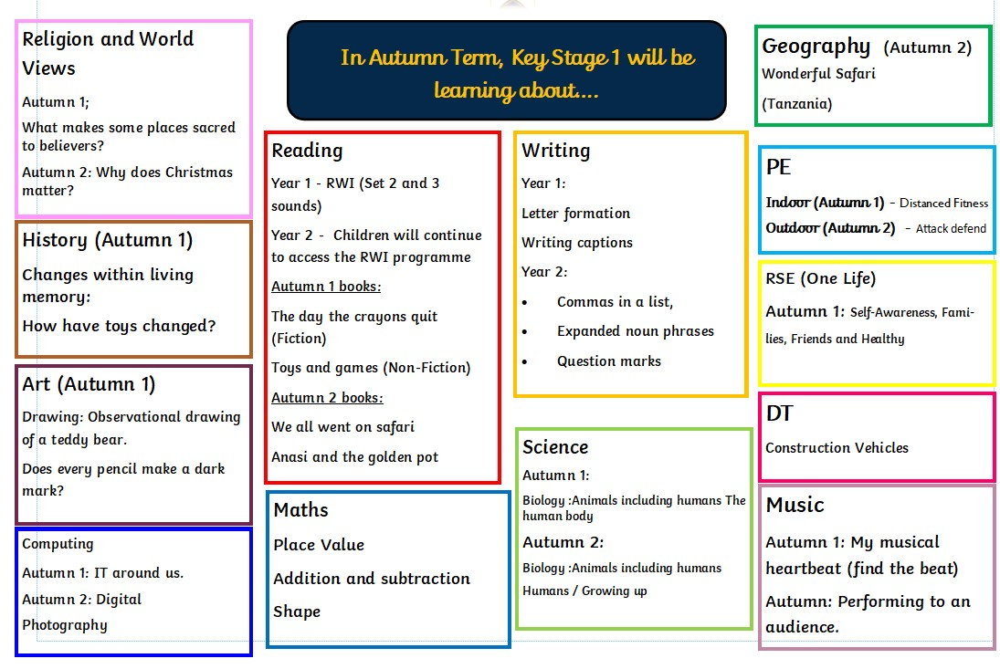 In Autumn Term, Key Stage 1 will be
learning about....
Religion and World
Views
Autumn 1;
What makes some places sacred
to believers?
Autumn 2: Why does Christmas
matter?
History (Autumn 1)
Changes within living
memory:
How have toys changed?
Art (Autumn 1)
Drawing: Observational drawing
of a teddy bear.
Does every pencil make a dark
mark?
Computing
Autumn 1: IT around us.
Autumn 2: Digital
Photography
Reading
Year 1 - RWI (Set 2 and 3
sounds)
Year 2 - Children will continue
to access the RWI programme
Autumn 1 books:
The day the crayons quit
(Fiction)
Toys and games (Non-Fiction)
Autumn 2 books:
We all went on safari
Anasi and the golden pot
Maths
Place Value
Addition and subtraction
Shape
Writing
Year 1:
Letter formation
Writing captions
Year 2:
• Commas in a list,
• Expanded noun phrases
• Question marks
Science
Autumn 1:
Biology :Animals including humans The
human body
Autumn 2:
Biology :Animals including humans
Humans / Growing up
Geography (Autumn 2)
Wonderful Safari
(Tanzania)
PE
Indoor (Autumn 1) – Distanced Fitness
Outdoor (Autumn 2) – Attack defend
RSE (One Life)
Autumn 1: Self-Awareness, Fami-
lies, Friends and Healthy
DT
Construction Vehicles
Music
Autumn 1: My musical
heartbeat (find the beat)
Autumn: Performing to an
audience.